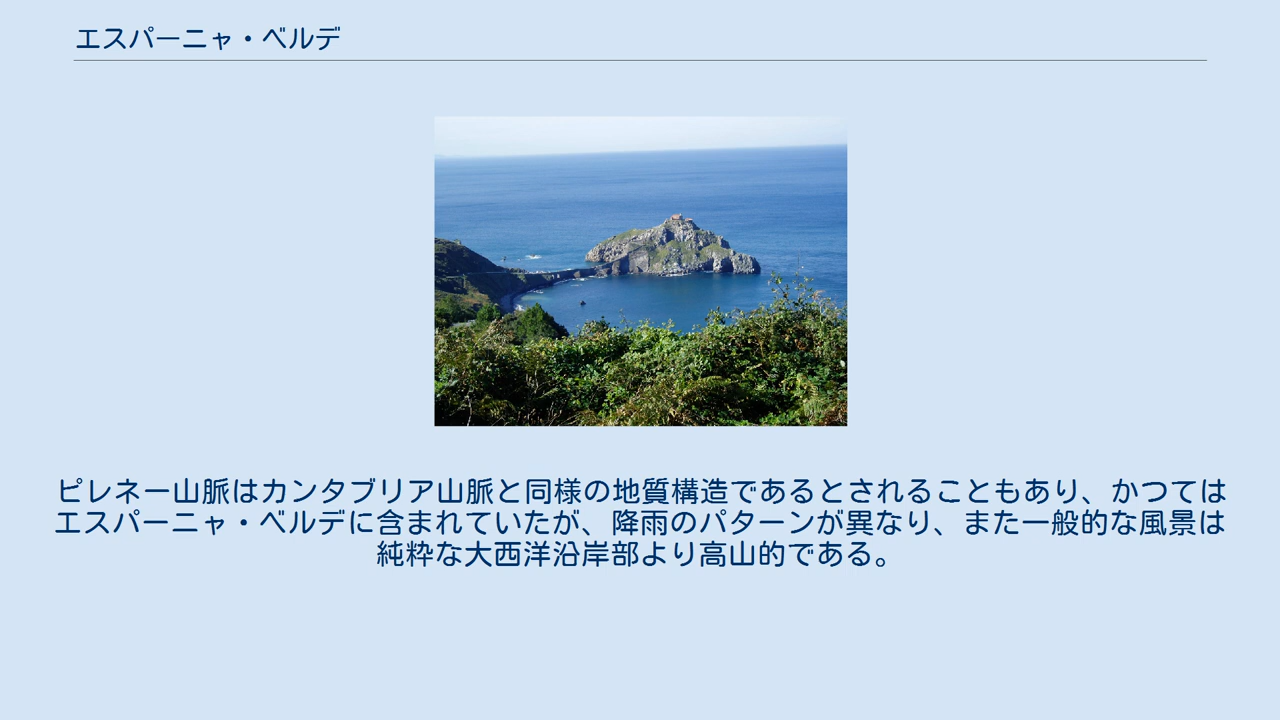 エスパーニャ・ベルデ
ピレネー山脈はカンタブリア山脈と同様の地質構造であるとされることもあり、かつては
エスパーニャ・ベルデに含まれていたが、降雨のパターンが異なり、また一般的な風景は
純粋な大西洋沿岸部より高山的である。